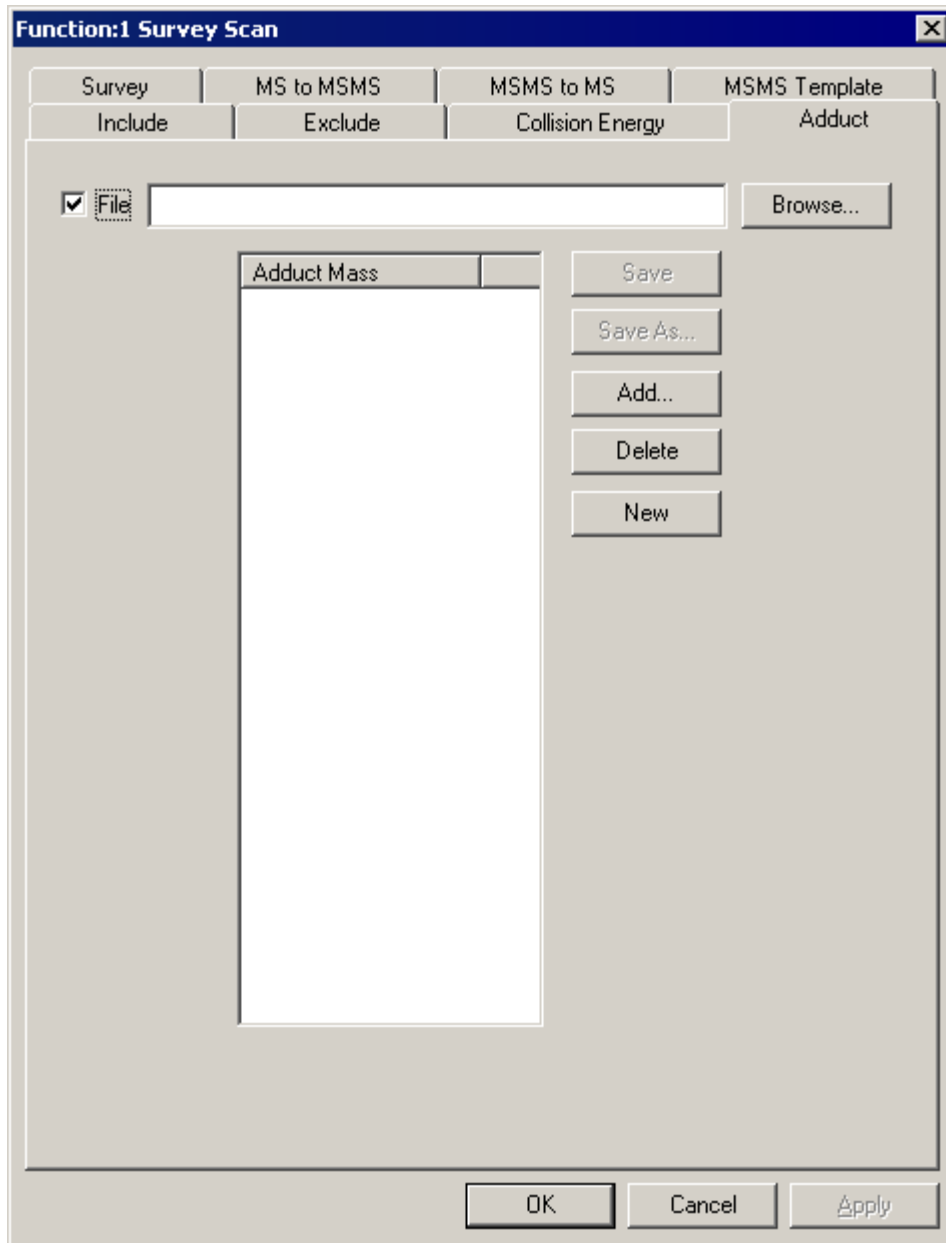 Function:1 Survey Scan
Survey MS to MSMS MSMS to MS MSMS Template
Include Exclude Collision Energy Adduct
File Browse...
Adduct Mass
Save
Save As...
Add...
Delete
New
OK Cancel Apply